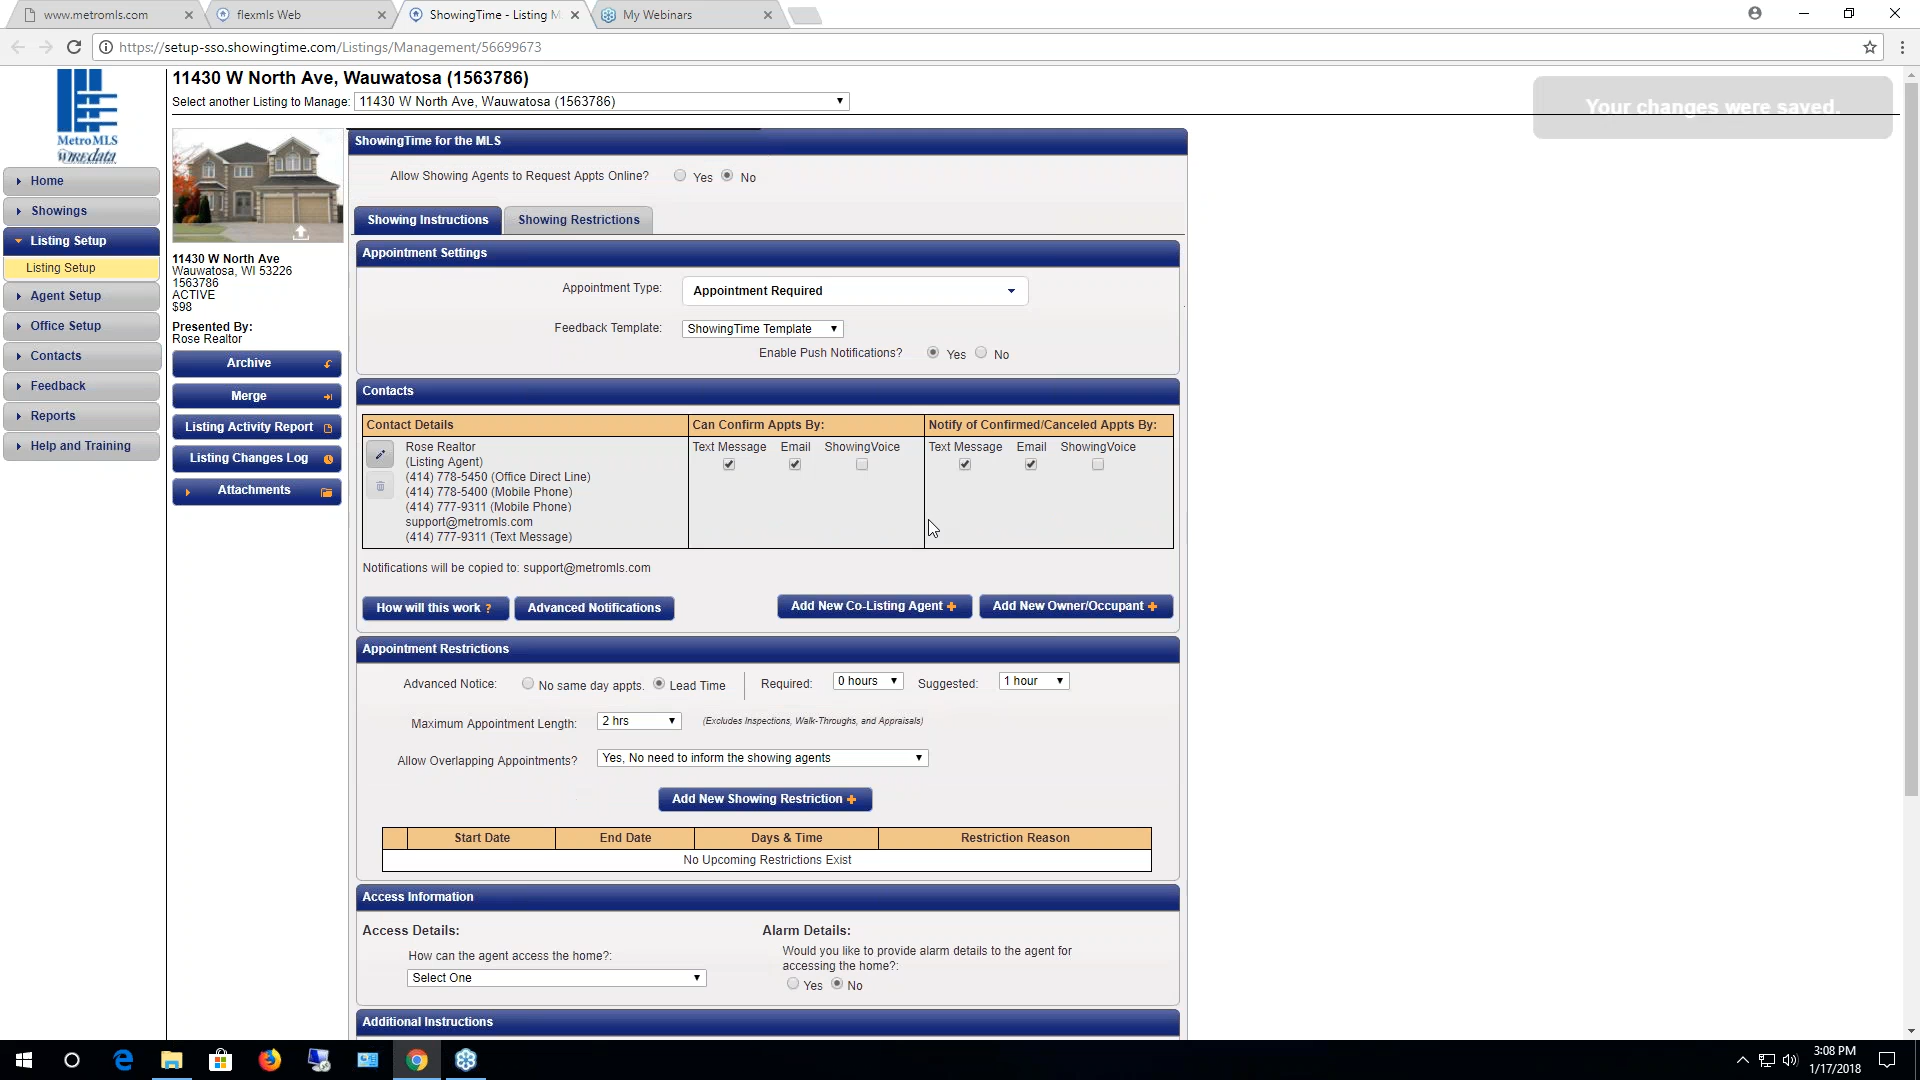 www.metromls.com
flexmls Web
ShowingTime - Listing M
My Webinars
https://setup-sso.showingtime.com/Listings/Management/56699673
11430 W North Ave, Wauwatosa (1563786)
Select another Listing to Manage: 11430 W North Ave, Wauwatosa (1563786)
Your changes were saved.
MetroMLS
WIREdata
Home
Showings
Listing Setup
Listing Setup
Agent Setup
Office Setup
Contacts
Feedback
Reports
Help and Training
11430 W North Ave
Wauwatosa, WI 53226
1563786
ACTIVE
$98
Presented By:
Rose Realtor
Archive
Merge
Listing Activity Report
Listing Changes Log
Attachments
ShowingTime for the MLS
Allow Showing Agents to Request Appts Online? Yes No
Showing Instructions Showing Restrictions
Appointment Settings
Appointment Type: Appointment Required
Feedback Template: ShowingTime Template
Enable Push Notifications? Yes No
Contacts
Contact Details Can Confirm Appts By: Notify of Confirmed/Canceled Appts By:
Rose Realtor Text Message Email ShowingVoice Text Message Email ShowingVoice
(Listing Agent)
(414) 778-5450 (Office Direct Line)
(414) 778-5400 (Mobile Phone)
(414) 777-9311 (Mobile Phone)
support@metromls.com
(414) 777-9311 (Text Message)
Notifications will be copied to: support@metromls.com
How will this work ? Advanced Notifications Add New Co-Listing Agent + Add New Owner/Occupant +
Appointment Restrictions
Advanced Notice: No same day appts. Lead Time Required: 0 hours Suggested: 1 hour
Maximum Appointment Length: 2 hrs (Excludes Inspections, Walk-Throughs, and Appraisals)
Allow Overlapping Appointments? Yes, No need to inform the showing agents
Add New Showing Restriction +
Start Date End Date Days & Time Restriction Reason
No Upcoming Restrictions Exist
Access Information
Access Details:
How can the agent access the home?:
Select One
Alarm Details:
Would you like to provide alarm details to the agent for
accessing the home?:
Yes No
Additional Instructions
3:08 PM
1/17/2018